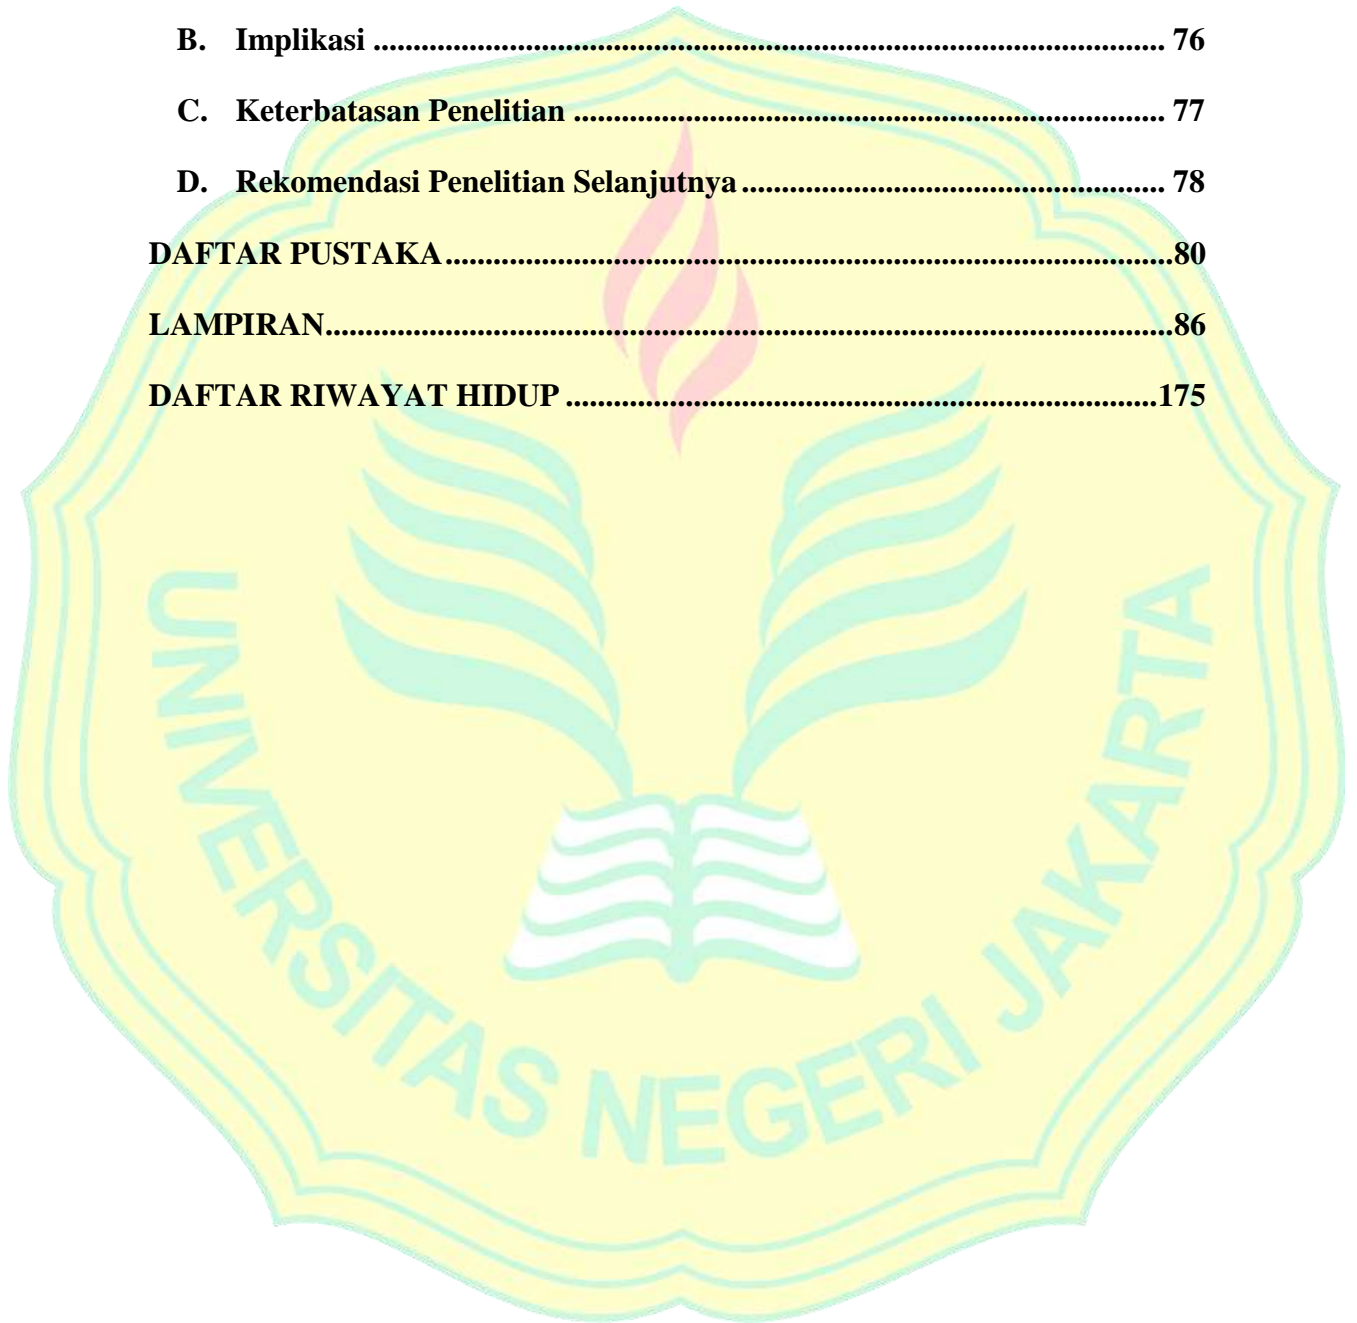 B. Implikasi .................................................................................................... 76
C. Keterbatasan Penelitian .......................................................................... 77
D. Rekomendasi Penelitian Selanjutnya ..................................................... 78
DAFTAR PUSTAKA ...........................................................................................80
LAMPIRAN..........................................................................................................86
DAFTAR RIWAYAT HIDUP ..........................................................................175
UNIVERSITAS NEGERI JAKARTA